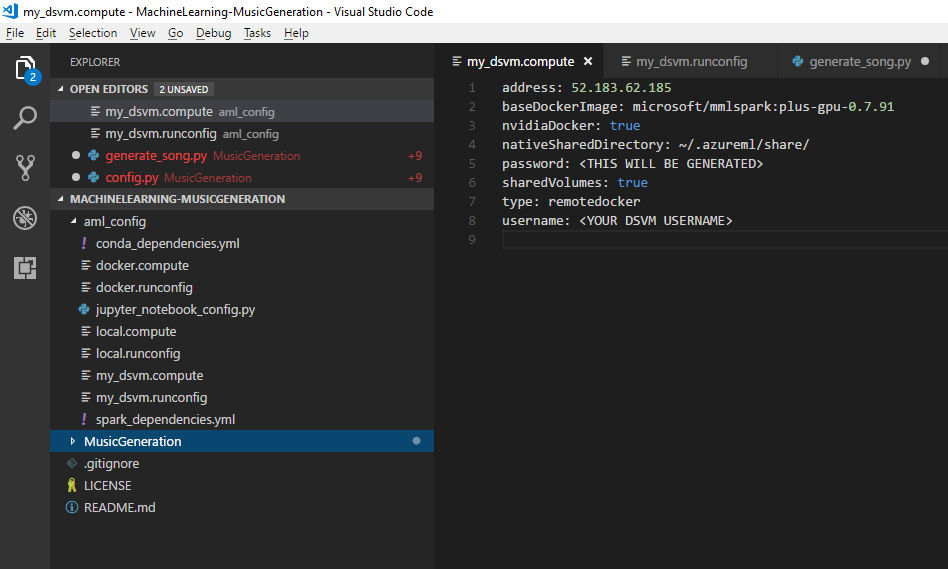 my_dsvm.compute - MachineLearning-MusicGeneration - Visual Studio Code
File Edit Selection View Go Debug Tasks Help
2
EXPLORER
OPEN EDITORS 2 UNSAVED
my_dsvm.compute aml_config
my_dsvm.runconfig aml_config
generate_song.py MusicGeneration +9
config.py MusicGeneration +9
MACHINELEARNING-MUSICGENERATION
aml_config
! conda_dependencies.yml
docker.compute
docker.runconfig
jupyter_notebook_config.py
local.compute
local.runconfig
my_dsvm.compute
my_dsvm.runconfig
! spark_dependencies.yml
MusicGeneration
.gitignore
LICENSE
README.md
my_dsvm.compute my_dsvm.runconfig generate_song.py
1 address: 52.183.62.185
2 baseDockerImage: microsoft/mmlspark:plus-gpu-0.7.91
3 nvidiaDocker: true
4 nativeSharedDirectory: ~/.azureml/share/
5 password: <THIS WILL BE GENERATED>
6 sharedVolumes: true
7 type: remotedocker
8 username: <YOUR DSVM USERNAME>
9